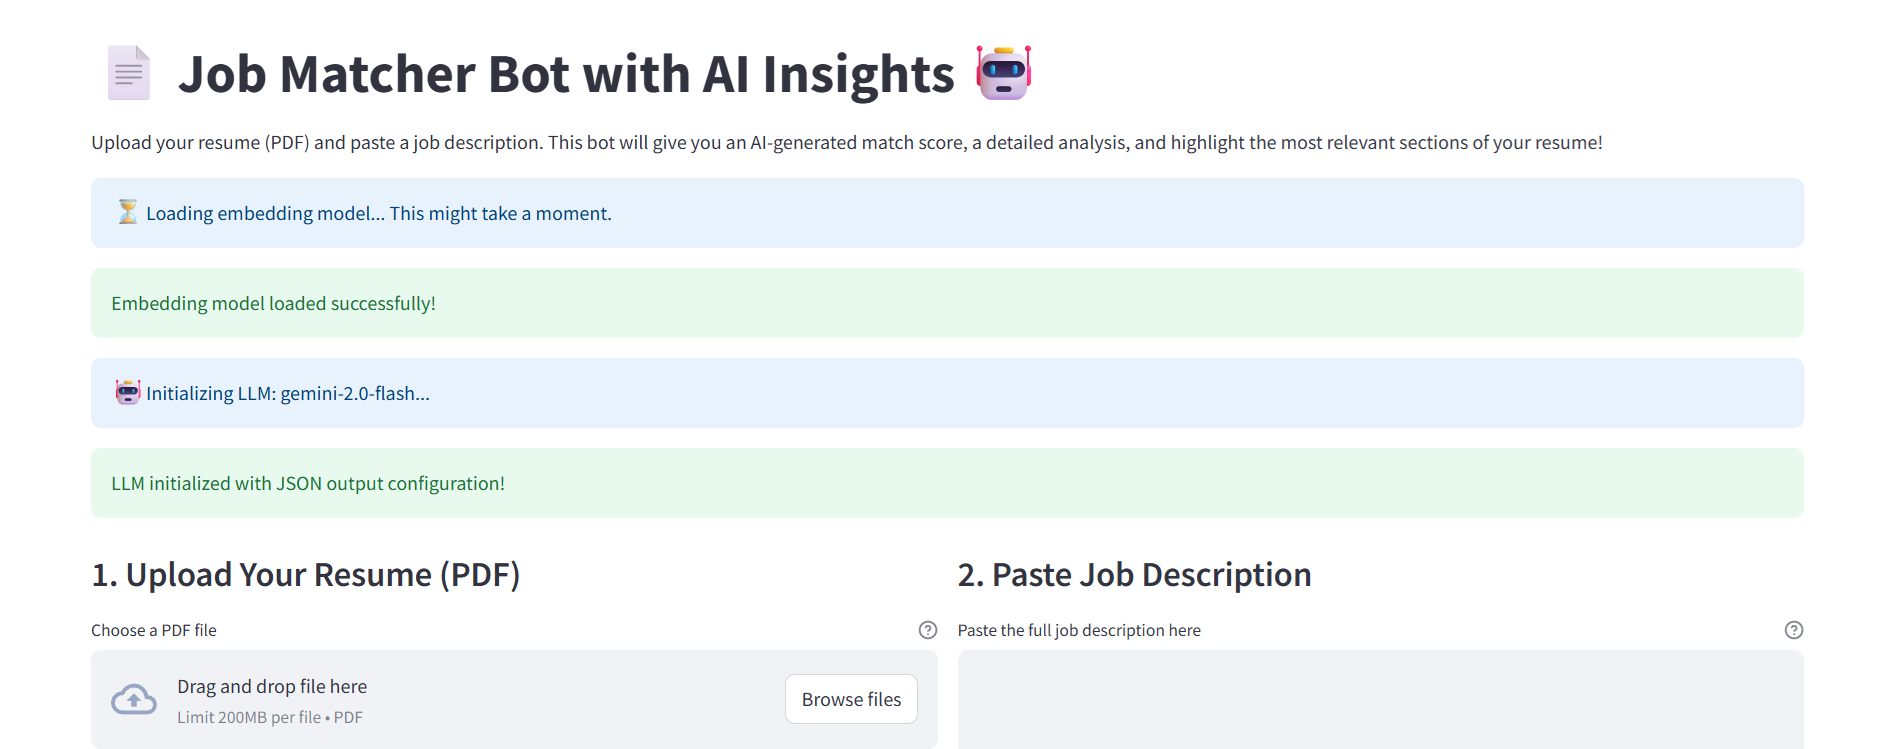 Job Matcher Bot with AI Insights
Upload your resume (PDF) and paste a job description. This bot will give you an AI-generated match score, a detailed analysis, and highlight the most relevant sections of your resume!
Loading embedding model... This might take a moment.
Embedding model loaded successfully!
Initializing LLM: gemini-2.0-flash...
LLM initialized with JSON output configuration!
1. Upload Your Resume (PDF)
Choose a PDF file
Drag and drop file here
Limit 200MB per file • PDF
Browse files
2. Paste Job Description
Paste the full job description here